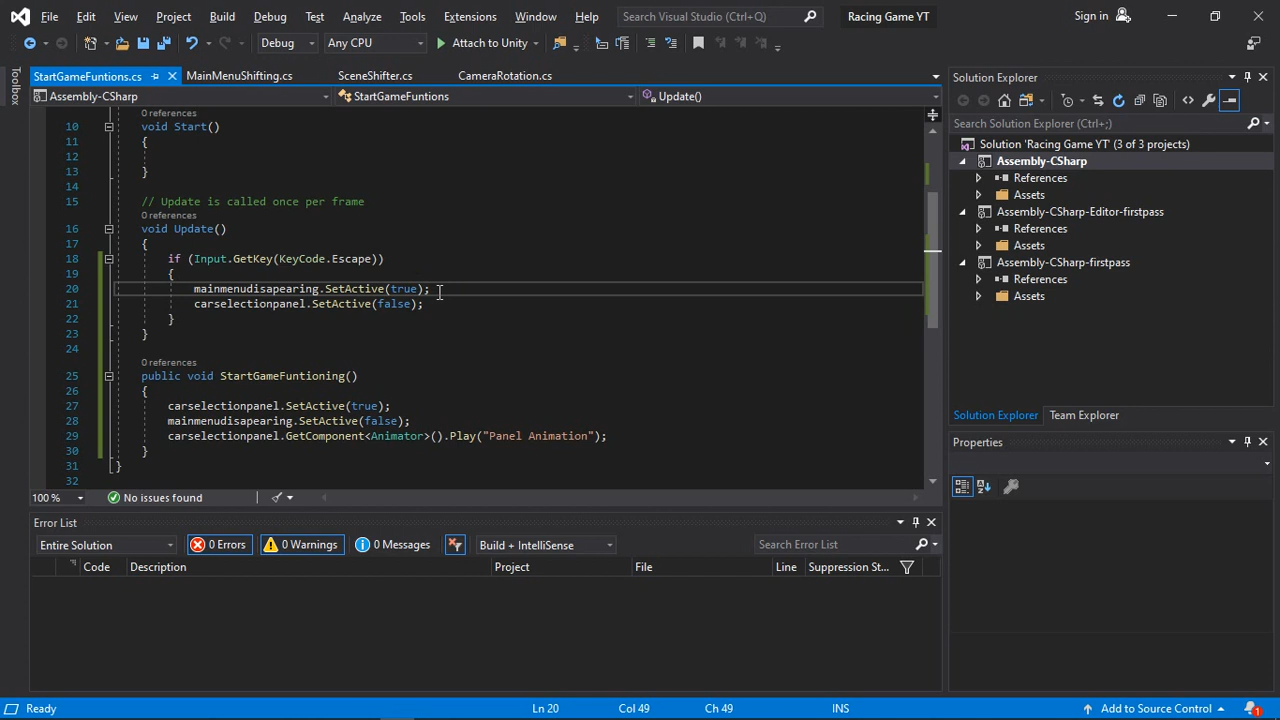 File Edit View Project Build Debug Test Analyze Tools Extensions Window Help Search Visual Studio (Ctrl+Q) Racing Game YT Sign in
Debug Any CPU Attach to Unity
Toolbox
StartGameFuntions.cs MainMenuShifting.cs SceneShifter.cs CameraRotation.cs
Assembly-CSharp StartGameFuntions Update()
0 references
10 void Start()
11 {
12
13 }
14
15 // Update is called once per frame
0 references
16 void Update()
17 {
18 if (Input.GetKey(KeyCode.Escape))
19 {
20 mainmenudisapearing.SetActive(true);
21 carselectionpanel.SetActive(false);
22 }
23 }
24
0 references
25 public void StartGameFuntioning()
26 {
27 carselectionpanel.SetActive(true);
28 mainmenudisapearing.SetActive(false);
29 carselectionpanel.GetComponent<Animator>().Play("Panel Animation");
30 }
31 }
32
100 % No issues found
Error List
Entire Solution 0 Errors 0 Warnings 0 Messages Build + IntelliSense Search Error List
Code Description Project File Line Suppression St...
Solution Explorer
Search Solution Explorer (Ctrl+;)
Solution 'Racing Game YT' (3 of 3 projects)
Assembly-CSharp
References
Assets
Assembly-CSharp-Editor-firstpass
References
Assets
Assembly-CSharp-firstpass
References
Assets
Solution Explorer Team Explorer
Properties
Ready Ln 20 Col 49 Ch 49 INS Add to Source Control 1